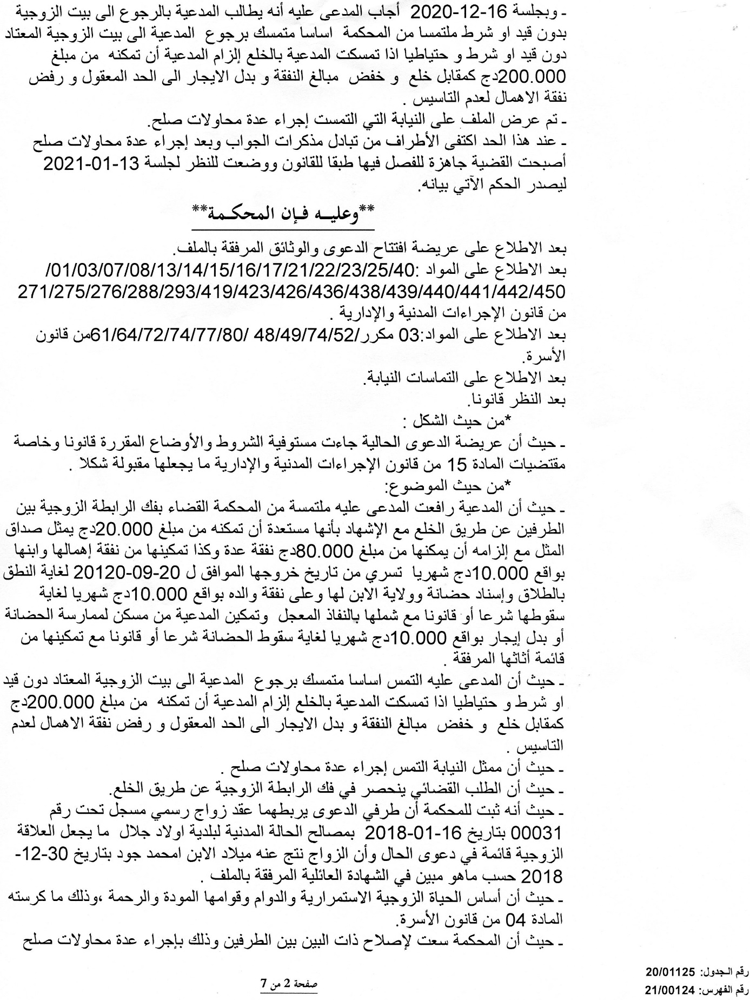 ـ وبجلسة 16-12-2020 أجاب المدعى عليه أنه يطالب المدعية بالرجوع الى بيت الزوجية
بدون قيد او شرط ملتمسا من المحكمة اساسا متمسك برجوع المدعية الى بيت الزوجية المعتاد
دون قيد او شرط و حتياطيا اذا تمسكت المدعية بالخلع إلزام المدعية أن تمكنه من مبلغ
200.000دج كمقابل خلع و خفض مبالغ النفقة و بدل الايجار الى الحد المعقول و رفض
نفقة الاهمال لعدم التاسيس .
ـ تم عرض الملف على النيابة التي التمست إجراء عدة محاولات صلح.
ـ عند هذا الحد اكتفى الأطراف من تبادل مذكرات الجواب وبعد إجراء عدة محاولات صلح
أصبحت القضية جاهزة للفصل فيها طبقا للقانون ووضعت للنظر لجلسة 13-01-2021
ليصدر الحكم الآتي بيانه.
**وعليـه فـإن المحكـمة**
بعد الاطلاع على عريضة افتتاح الدعوى والوثائق المرفقة بالملف.
بعد الاطلاع على المواد :01/03/07/08/13/14/15/16/17/21/22/23/25/40/
271/275/276/288/293/419/423/426/436/438/439/440/441/442/450
من قانون الإجراءات المدنية والإدارية .
بعد الاطلاع على المواد:03 مكرر/48/49/74/52 /61/64/72/74/77/80من قانون
الأسرة.
بعد الاطلاع على التماسات النيابة.
بعد النظر قانونا.
*من حيث الشكل :
ـ حيث أن عريضة الدعوى الحالية جاءت مستوفية الشروط والأوضاع المقررة قانونا وخاصة
مقتضيات المادة 15 من قانون الإجراءات المدنية والإدارية ما يجعلها مقبولة شكلا .
*من حيث الموضوع:
ـ حيث أن المدعية رافعت المدعى عليه ملتمسة من المحكمة القضاء بفك الرابطة الزوجية بين
الطرفين عن طريق الخلع مع الإشهاد بأنها مستعدة أن تمكنه من مبلغ 20.000دج يمثل صداق
المثل مع إلزامه أن يمكنها من مبلغ 80.000دج نفقة عدة وكذا تمكينها من نفقة إهمالها وابنها
بواقع 10.000دج شهريا تسري من تاريخ خروجها الموافق ل 20-09-20120 لغاية النطق
بالطلاق وإسناد حضانة وولاية الابن لها وعلى نفقة والده بواقع 10.000دج شهريا لغاية
سقوطها شرعا أو قانونا مع شملها بالنفاذ المعجل وتمكين المدعية من مسكن لممارسة الحضانة
أو بدل إيجار بواقع 10.000دج شهريا لغاية سقوط الحضانة شرعا أو قانونا مع تمكينها من
قائمة أثاثها المرفقة .
ـ حيث أن المدعى عليه التمس اساسا متمسك برجوع المدعية الى بيت الزوجية المعتاد دون قيد
او شرط و حتياطيا اذا تمسكت المدعية بالخلع إلزام المدعية أن تمكنه من مبلغ 200.000دج
كمقابل خلع و خفض مبالغ النفقة و بدل الايجار الى الحد المعقول و رفض نفقة الاهمال لعدم
التاسيس .
ـ حيث أن ممثل النيابة التمس إجراء عدة محاولات صلح .
ـ حيث أن الطلب القضائي ينحصر في فك الرابطة الزوجية عن طريق الخلع.
ـ حيث أنه ثبت للمحكمة أن طرفي الدعوى يربطهما عقد زواج رسمي مسجل تحت رقم
00031 بتاريخ 16-01-2018 بمصالح الحالة المدنية لبلدية اولاد جلال ما يجعل العلاقة
الزوجية قائمة في دعوى الحال وأن الزواج نتج عنه ميلاد الابن امحمد جود بتاريخ 30-12-
2018 حسب ماهو مبين في الشهادة العائلية المرفقة بالملف .
ـ حيث أن أساس الحياة الزوجية الاستمرارية والدوام وقوامها المودة والرحمة ،وذلك ما كرسته
المادة 04 من قانون الأسرة.
ـ حيث أن المحكمة سعت لإصلاح ذات البين بين الطرفين وذلك بإجراء عدة محاولات صلح
رقم الـجدول: 20/01125
رقم الفهرس: 21/00124
صفحة 2 من 7